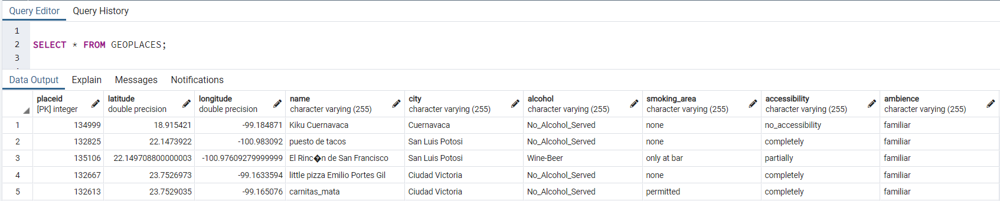 Query Editor Query History
1
2 SELECT * FROM GEOPLACES;
3
Data Output Explain Messages Notifications
placeid latitude longitude name city alcohol smoking_area accessibility ambience
[PK] integer double precision double precision character varying (255) character varying (255) character varying (255) character varying (255) character varying (255) character varying (255)
1 134999 18.915421 -99.184871 Kiku Cuernavaca Cuernavaca No_Alcohol_Served none no_accessibility familiar
2 132825 22.1473922 -100.983092 puesto de tacos San Luis Potosi No_Alcohol_Served none completely familiar
3 135106 22.149708800000003 -100.97609279999999 El Rinc�n de San Francisco San Luis Potosi Wine-Beer only at bar partially familiar
4 132667 23.7526973 -99.1633594 little pizza Emilio Portes Gil Ciudad Victoria No_Alcohol_Served none completely familiar
5 132613 23.7529035 -99.165076 carnitas_mata Ciudad Victoria No_Alcohol_Served permitted completely familiar